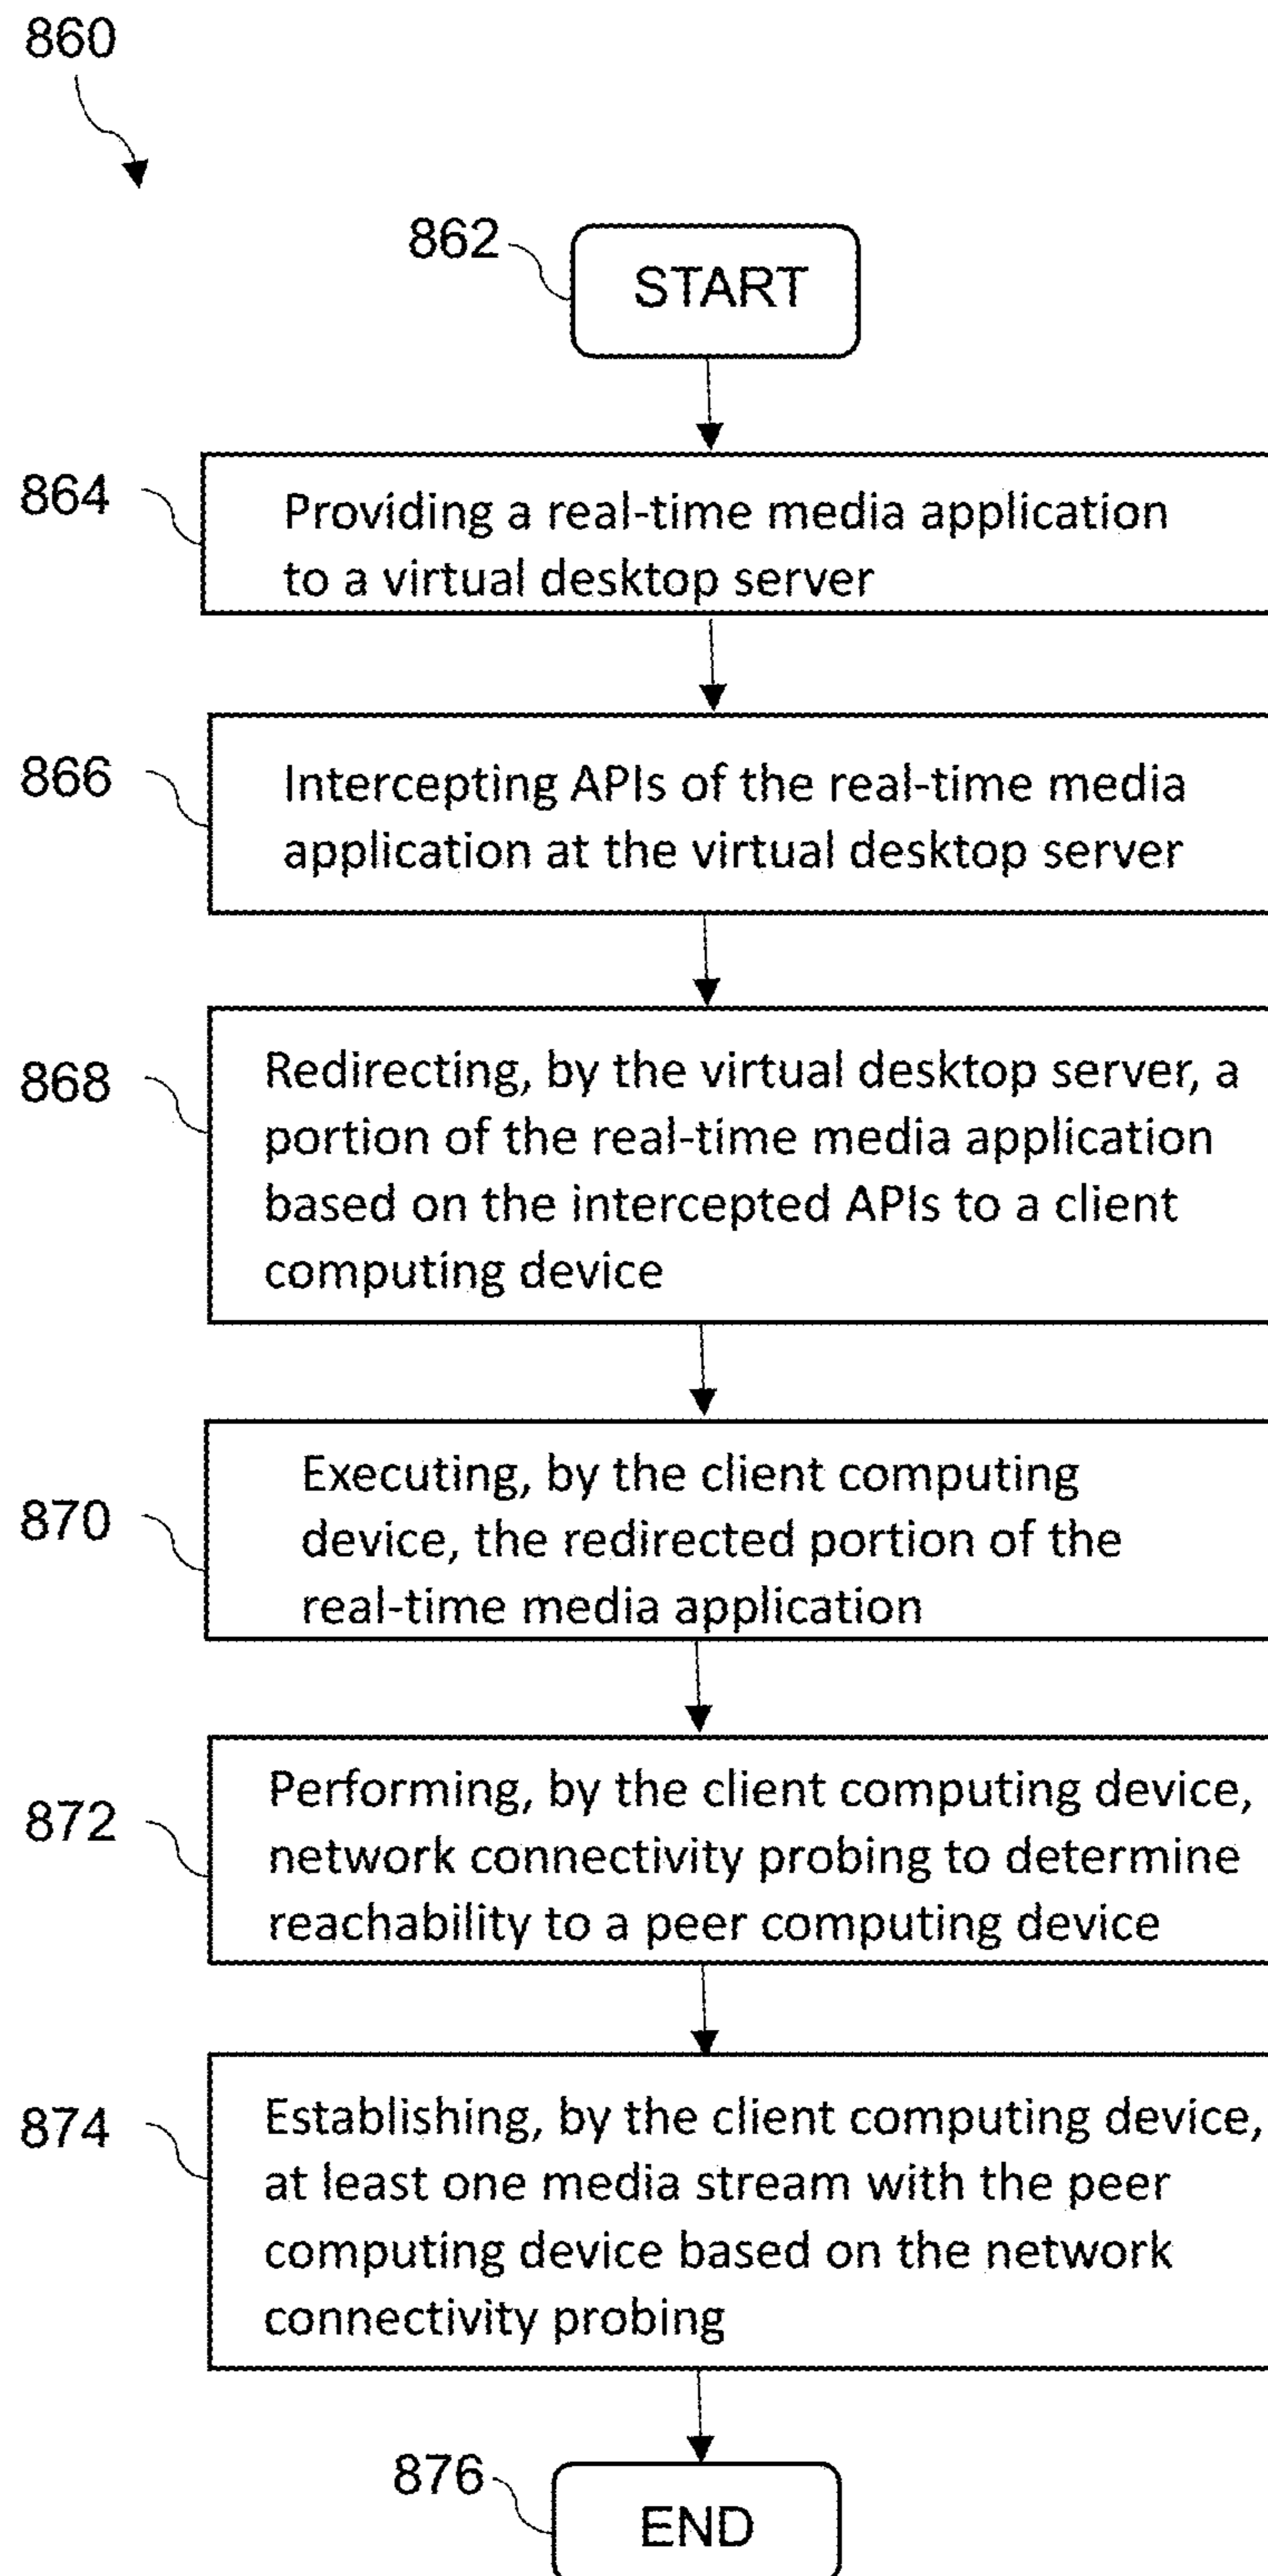 860
862
START
864
Providing a real-time media application
to a virtual desktop server
866
Intercepting APIs of the real-time media
application at the virtual desktop server
868
Redirecting, by the virtual desktop server, a
portion of the real-time media application
based on the intercepted APIs to a client
computing device
870
Executing, by the client computing
device, the redirected portion of the
real-time media application
872
Performing, by the client computing device,
network connectivity probing to determine
reachability to a peer computing device
874
Establishing, by the client computing device,
at least one media stream with the peer
computing device based on the network
connectivity probing
876
END